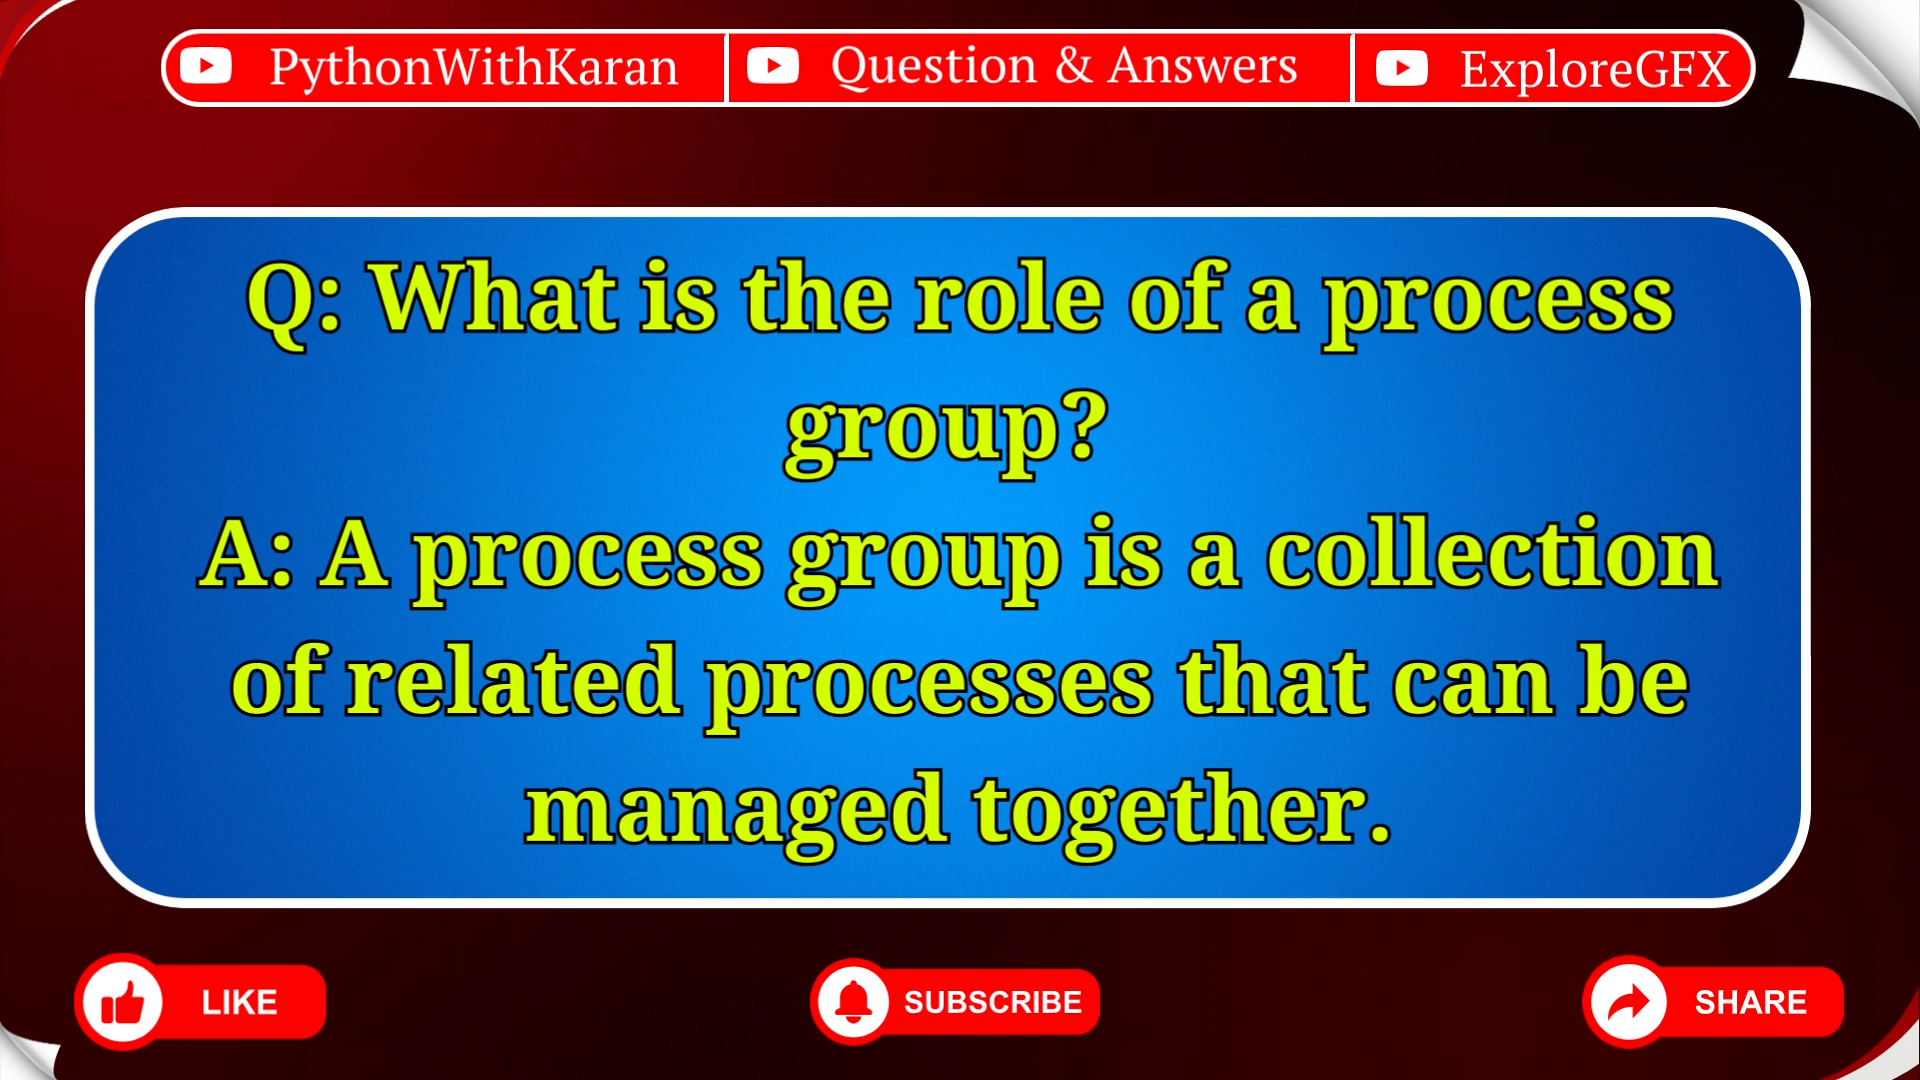 PythonWithKaran
Question & Answers
ExploreGFX
Q: What is the role of a process
group?
A: A process group is a collection
of related processes that can be
managed together.
LIKE
SUBSCRIBE
SHARE